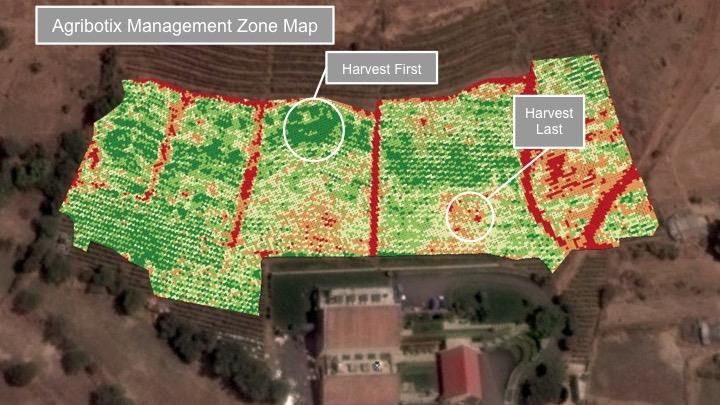 Agribotix Management Zone Map
Harvest First
Harvest
Last